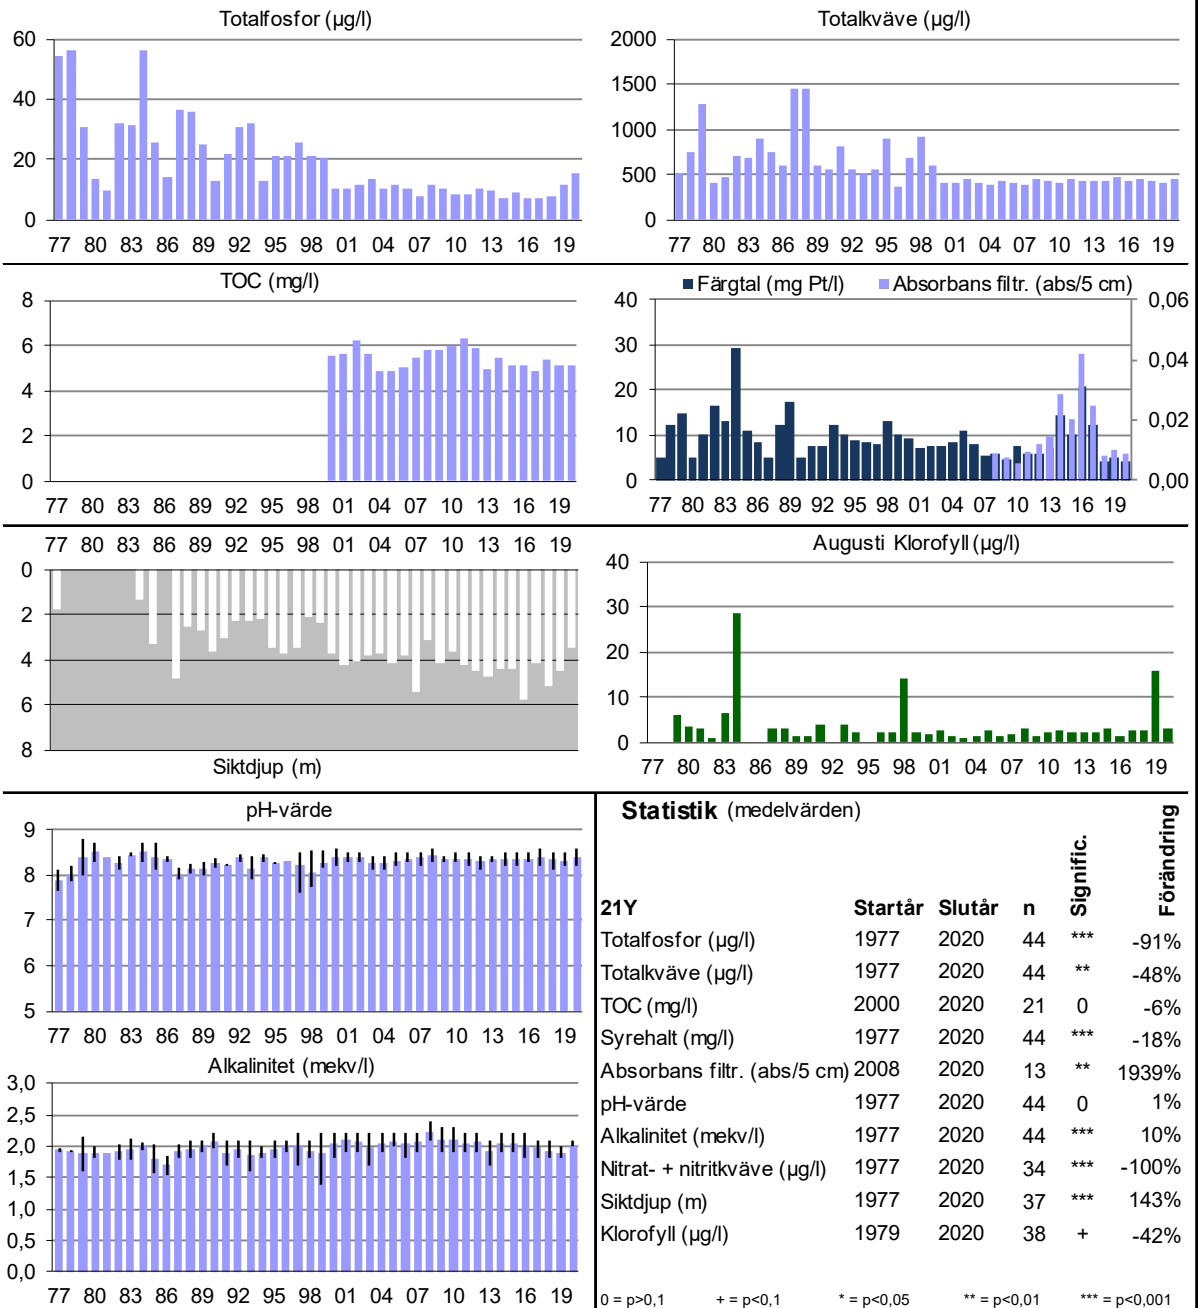 Totalfosfor (µg/l)
60
40
20
0
77 80 83 86 89 92 95 98 01 04 07 10 13 16 19
Totalkväve (µg/l)
2000
1500
1000
500
0
77 80 83 86 89 92 95 98 01 04 07 10 13 16 19
TOC (mg/l)
8
6
4
2
0
77 80 83 86 89 92 95 98 01 04 07 10 13 16 19
Färgtal (mg Pt/l) Absorbans filtr. (abs/5 cm)
40
30
20
10
0
0,06
0,04
0,02
0,00
77 80 83 86 89 92 95 98 01 04 07 10 13 16 19
77 80 83 86 89 92 95 98 01 04 07 10 13 16 19
0
2
4
6
8
Siktdjup (m)
Augusti Klorofyll (µg/l)
40
30
20
10
0
77 80 83 86 89 92 95 98 01 04 07 10 13 16 19
pH-värde
9
8
7
6
5
77 80 83 86 89 92 95 98 01 04 07 10 13 16 19
Alkalinitet (mekv/l)
3,0
2,5
2,0
1,5
1,0
0,5
0,0
77 80 83 86 89 92 95 98 01 04 07 10 13 16 19
Statistik (medelvärden)
21Y Startår Slutår n Signific. Förändring
Totalfosfor (µg/l) 1977 2020 44 *** -91%
Totalkväve (µg/l) 1977 2020 44 ** -48%
TOC (mg/l) 2000 2020 21 0 -6%
Syrehalt (mg/l) 1977 2020 44 *** -18%
Absorbans filtr. (abs/5 cm) 2008 2020 13 ** 1939%
pH-värde 1977 2020 44 0 1%
Alkalinitet (mekv/l) 1977 2020 44 *** 10%
Nitrat- + nitritkväve (µg/l) 1977 2020 34 *** -100%
Siktdjup (m) 1977 2020 37 *** 143%
Klorofyll (µg/l) 1979 2020 38 + -42%
0 = p>0,1 + = p<0,1 * = p<0,05 ** = p<0,01 *** = p<0,001